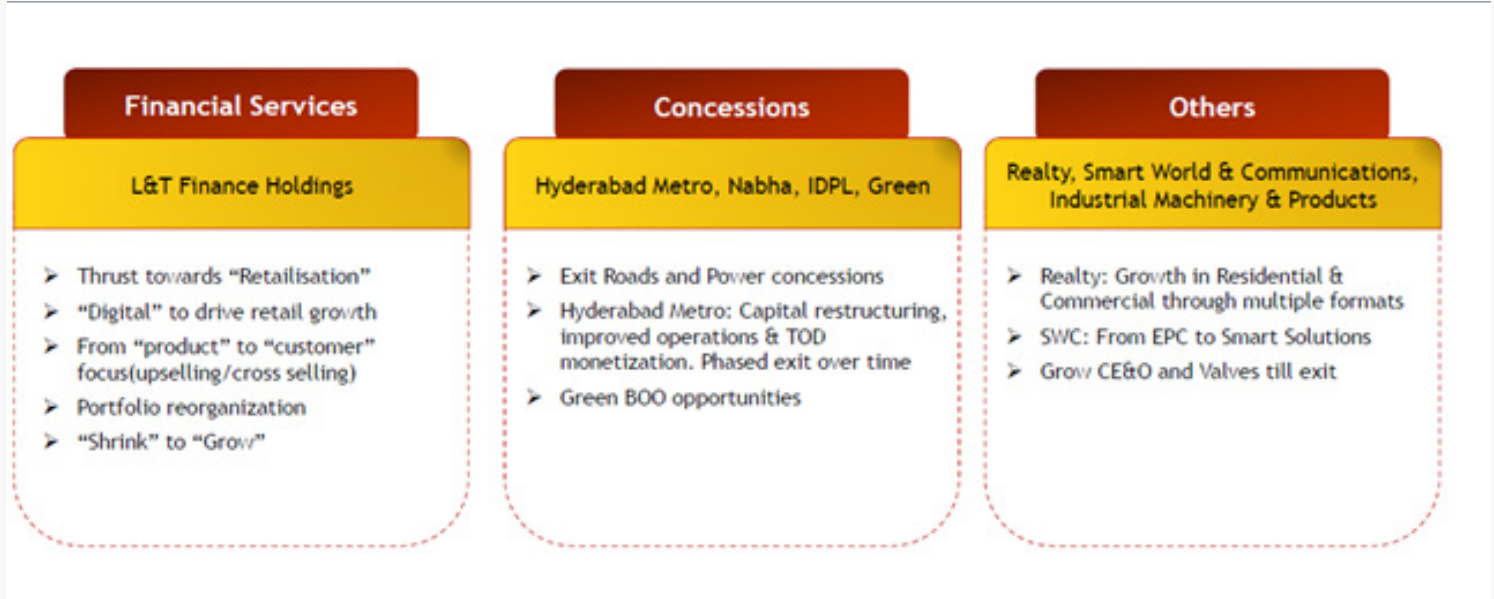 Financial Services
L&T Finance Holdings
➢ Thrust towards “Retailisation”
➢ “Digital” to drive retail growth
➢ From “product” to “customer”
focus(upselling/cross selling)
➢ Portfolio reorganization
➢ “Shrink” to “Grow”
Concessions
Hyderabad Metro, Nabha, IDPL, Green
➢ Exit Roads and Power concessions
➢ Hyderabad Metro: Capital restructuring,
improved operations & TOD
monetization. Phased exit over time
➢ Green BOO opportunities
Others
Realty, Smart World & Communications,
Industrial Machinery & Products
➢ Realty: Growth in Residential &
Commercial through multiple formats
➢ SWC: From EPC to Smart Solutions
➢ Grow CE&O and Valves till exit